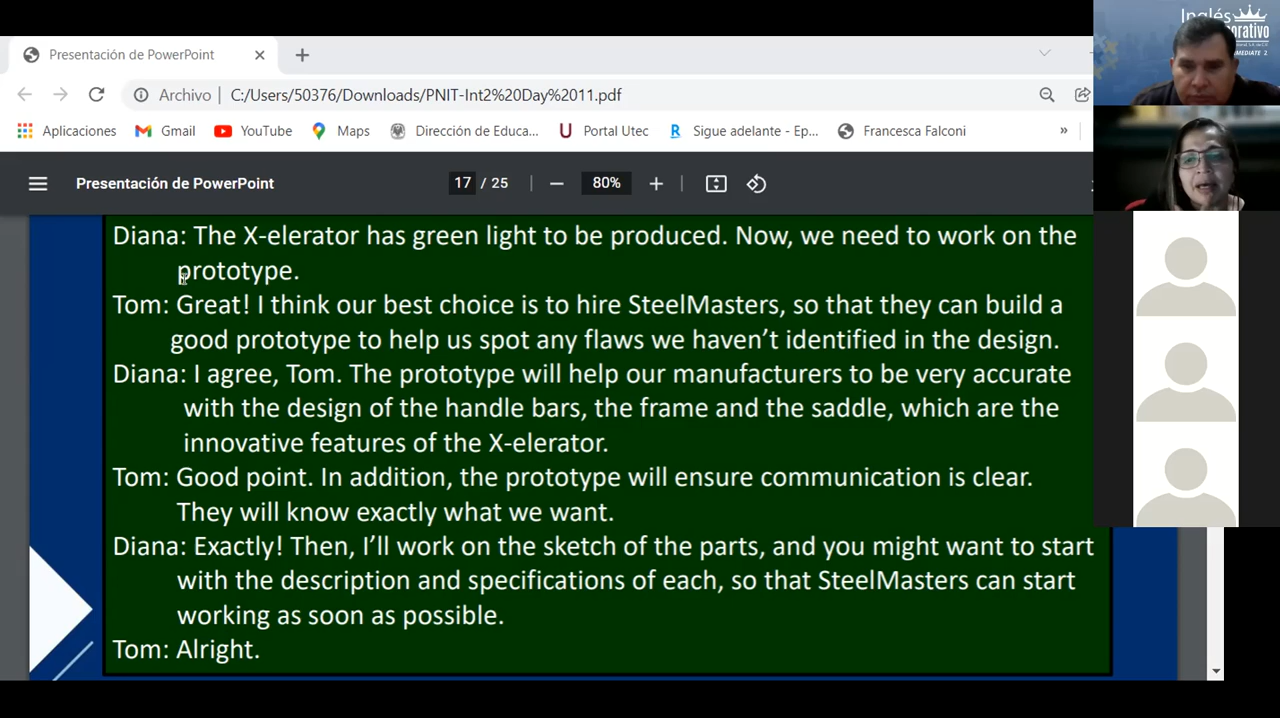 Inglés
orativo
MEDIATE 2
Presentación de PowerPoint
Archivo C:/Users/50376/Downloads/PNIT-Int2%20Day%2011.pdf
Aplicaciones Gmail YouTube Maps Dirección de Educa... Portal Utec Sigue adelante - Ep... Francesca Falconi »
Presentación de PowerPoint 17 / 25 80%
Diana: The X-elerator has green light to be produced. Now, we need to work on the
prototype.
Tom: Great! I think our best choice is to hire SteelMasters, so that they can build a
good prototype to help us spot any flaws we haven’t identified in the design.
Diana: I agree, Tom. The prototype will help our manufacturers to be very accurate
with the design of the handle bars, the frame and the saddle, which are the
innovative features of the X-elerator.
Tom: Good point. In addition, the prototype will ensure communication is clear.
They will know exactly what we want.
Diana: Exactly! Then, I’ll work on the sketch of the parts, and you might want to start
with the description and specifications of each, so that SteelMasters can start
working as soon as possible.
Tom: Alright.